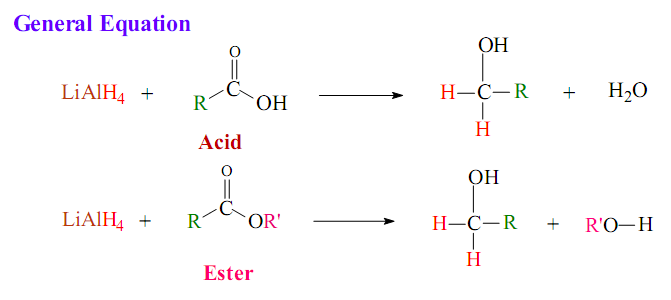 General Equation
LiAlH4 + R C O OH H C OH H R + H2O
Acid
LiAlH4 + R C O OR' H C OH H R + R'O–H
Ester